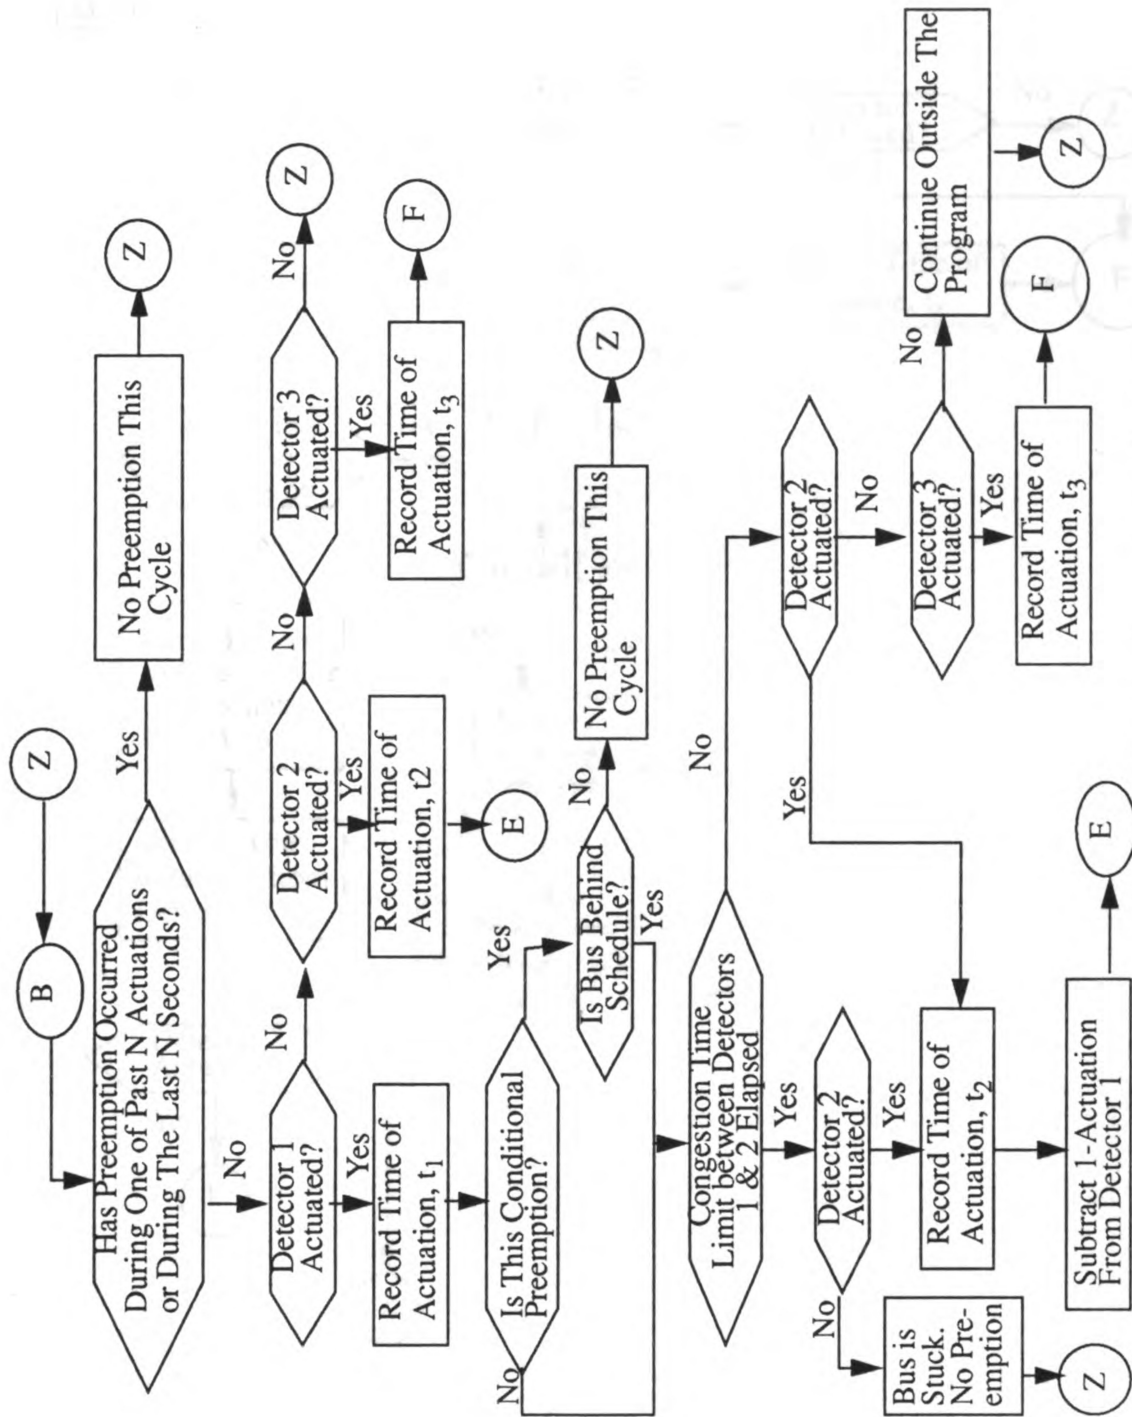 Z
B
Has Preemption Occurred
During One of Past N Actuations
or During The Last N Seconds?
Yes
No Preemption This
Cycle
Z
No
Detector 1
Actuated?
No
Detector 2
Actuated?
No
Detector 3
Actuated?
No
Z
Yes
Record Time of
Actuation, t1
Yes
Record Time of
Actuation, t2
E
Yes
Record Time of
Actuation, t3
F
Is This Conditional
Preemption?
No
Yes
Is Bus Behind
Schedule?
No
No Preemption This
Cycle
Z
Yes
Congestion Time
Limit between Detectors
1 & 2 Elapsed
No
Yes
Detector 2
Actuated?
No
Bus is
Stuck.
No Pre-
emption
Z
Yes
Record Time of
Actuation, t2
Subtract 1-Actuation
From Detector 1
E
Detector 2
Actuated?
Yes
No
Detector 3
Actuated?
No
Continue Outside The
Program
Z
Yes
Record Time of
Actuation, t3
F